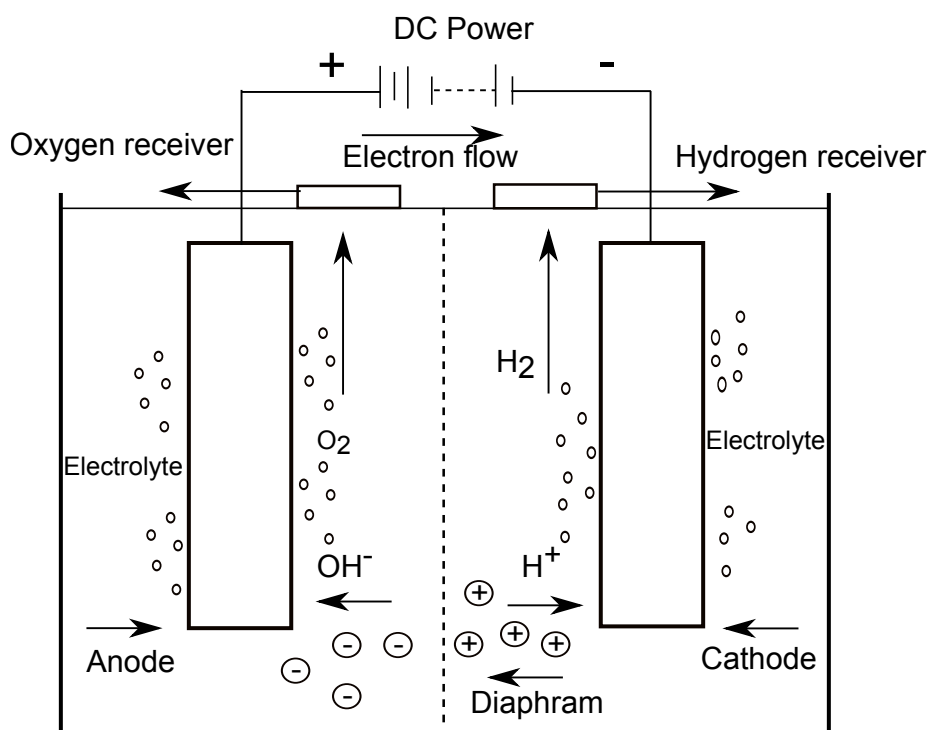 DC Power
+ -
Oxygen receiver
Electron flow
Hydrogen receiver
H2
O2
Electrolyte
Electrolyte
OH-
H+
+
- - + + +
Anode
-
-
Diaphram
Cathode